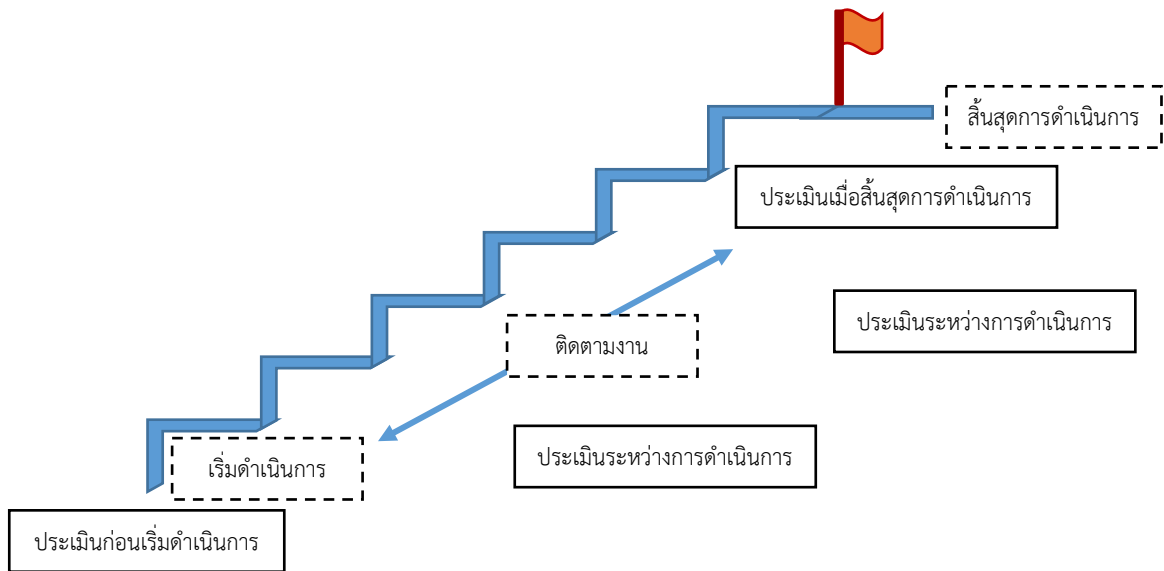 สิ้นสุดการดำเนินการ
ประเมินเมื่อสิ้นสุดการดำเนินการ
ประเมินระหว่างการดำเนินการ
ติดตามงาน
ประเมินระหว่างการดำเนินการ
เริ่มดำเนินการ
ประเมินก่อนเริ่มดำเนินการ